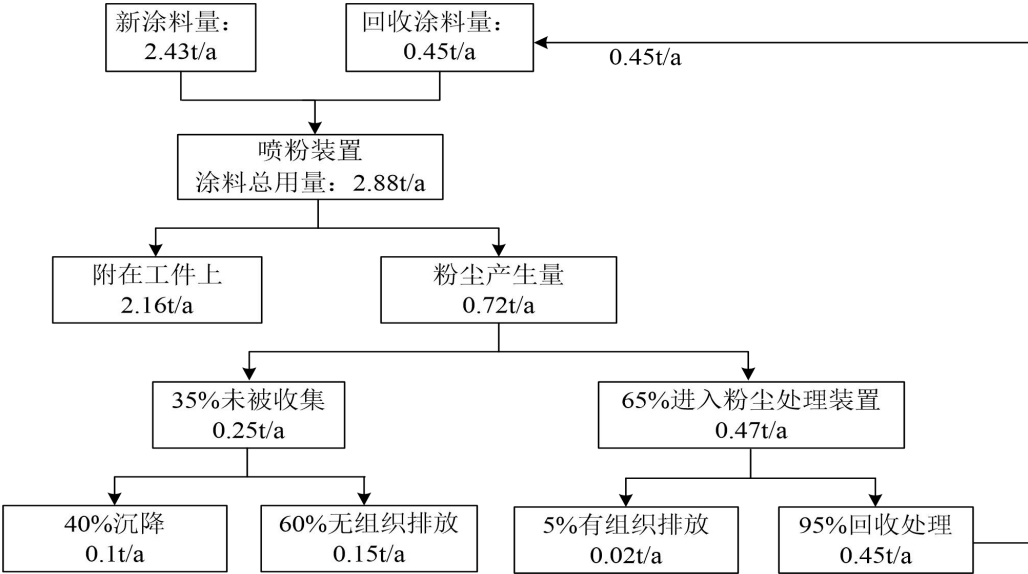 新涂料量：
2.43t/a
回收涂料量：
0.45t/a
0.45t/a
喷粉装置
涂料总用量：2.88t/a
附在工件上
2.16t/a
粉尘产生量
0.72t/a
35%未被收集
0.25t/a
65%进入粉尘处理装置
0.47t/a
40%沉降
0.1t/a
60%无组织排放
0.15t/a
5%有组织排放
0.02t/a
95%回收处理
0.45t/a